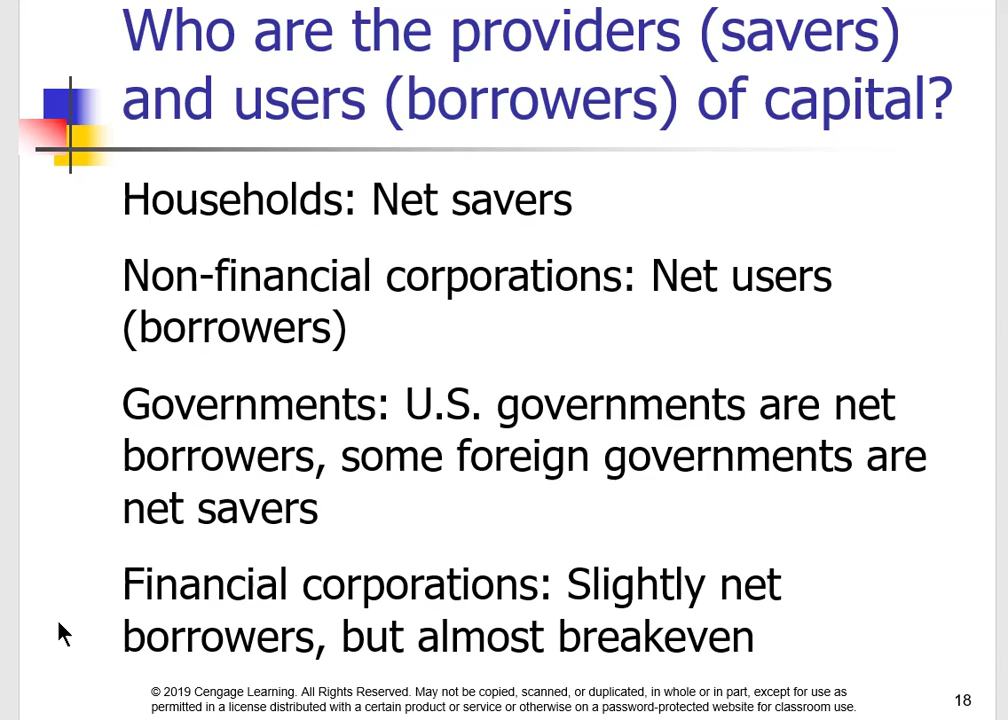 Who are the providers (savers)
and users (borrowers) of capital?
Households: Net savers
Non-financial corporations: Net users
(borrowers)
Governments: U.S. governments are net
borrowers, some foreign governments are
net savers
Financial corporations: Slightly net
borrowers, but almost breakeven
© 2019 Cengage Learning. All Rights Reserved. May not be copied, scanned, or duplicated, in whole or in part, except for use as
permitted in a license distributed with a certain product or service or otherwise on a password-protected website for classroom use.
18